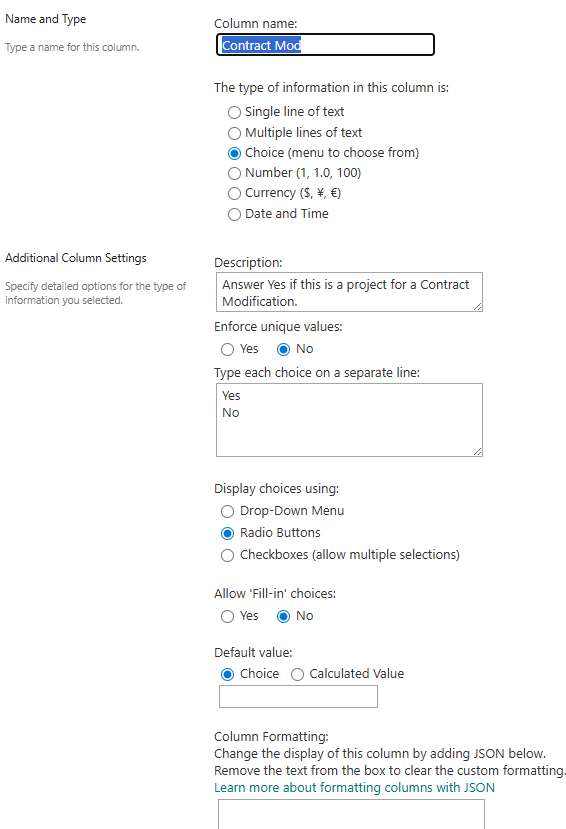 Name and Type
Type a name for this column.
Column name:
Contract Mod
The type of information in this column is:
Single line of text
Multiple lines of text
Choice (menu to choose from)
Number (1, 1.0, 100)
Currency ($, ¥, €)
Date and Time
Additional Column Settings
Specify detailed options for the type of
information you selected.
Description:
Answer Yes if this is a project for a Contract
Modification.
Enforce unique values:
Yes No
Type each choice on a separate line:
Yes
No
Display choices using:
Drop-Down Menu
Radio Buttons
Checkboxes (allow multiple selections)
Allow 'Fill-in' choices:
Yes No
Default value:
Choice Calculated Value
Column Formatting:
Change the display of this column by adding JSON below.
Remove the text from the box to clear the custom formatting.
Learn more about formatting columns with JSON